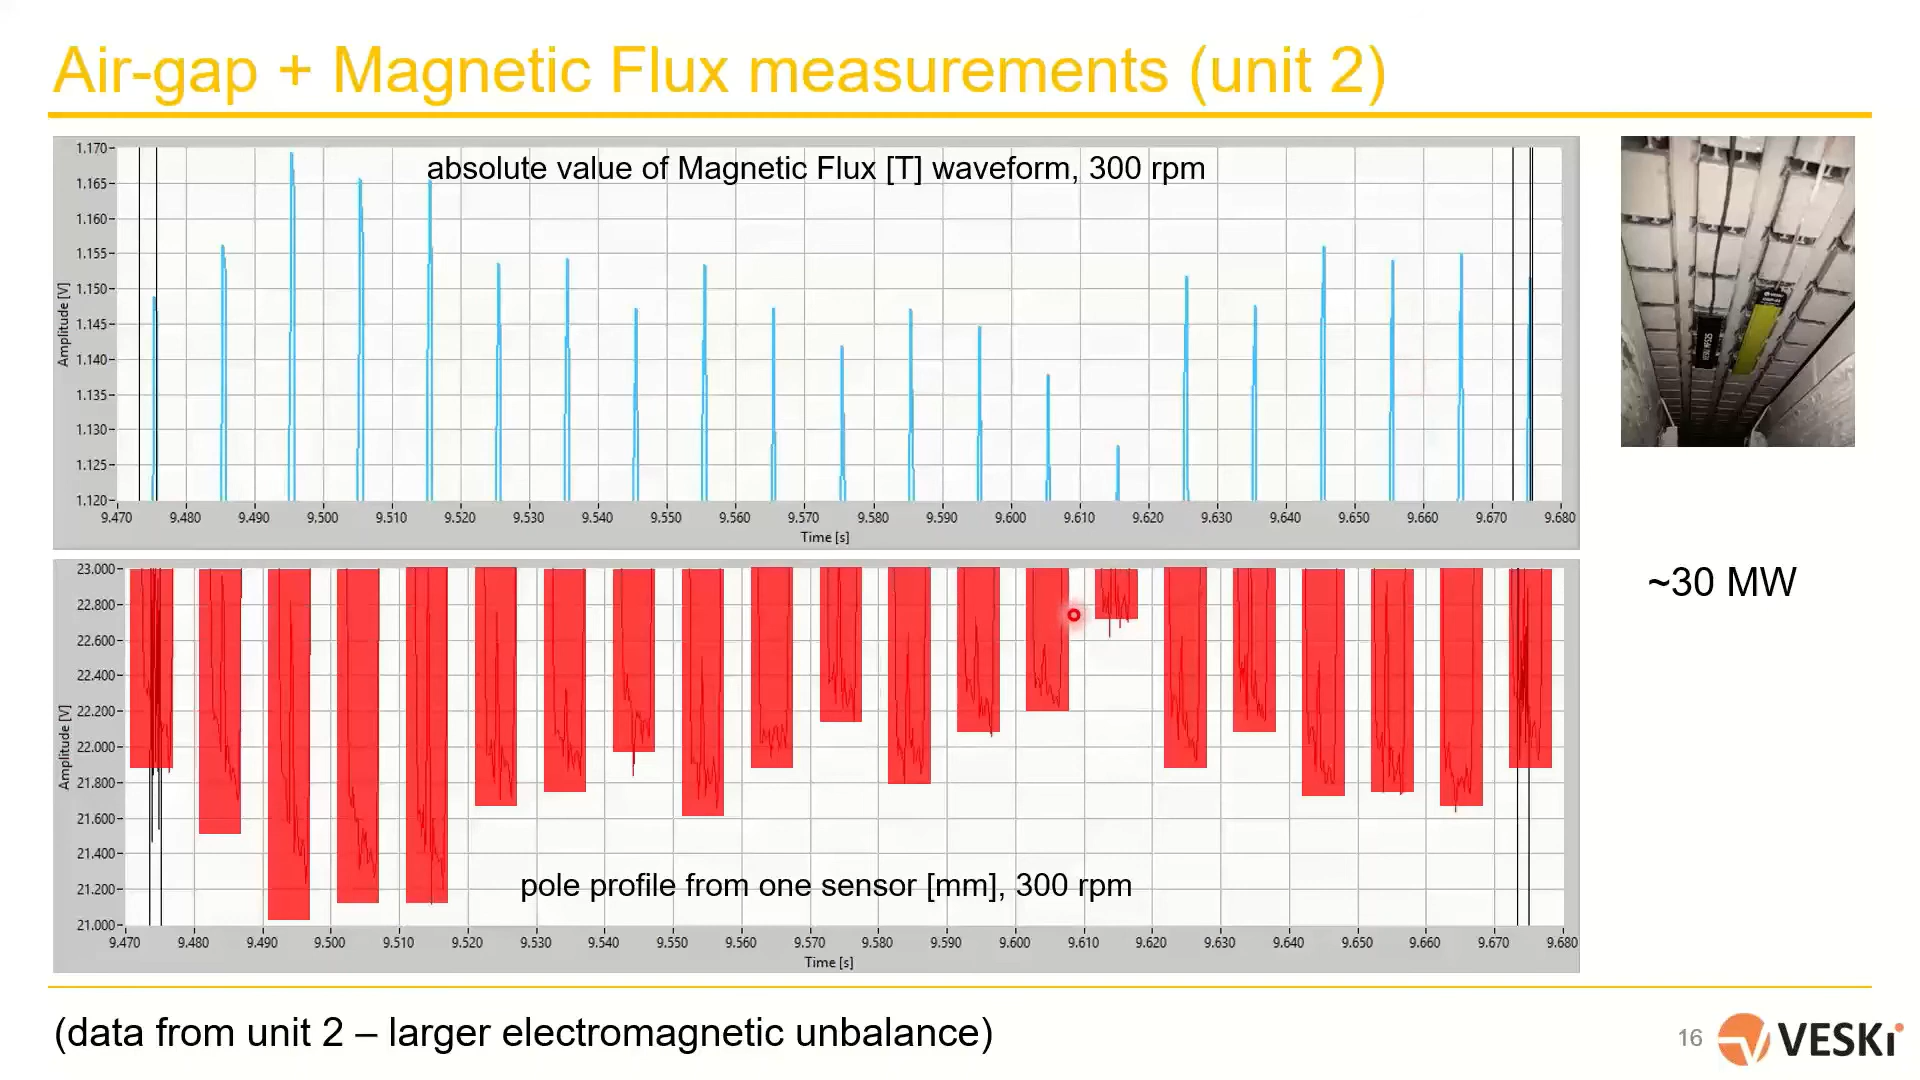 Air-gap + Magnetic Flux measurements (unit 2)
absolute value of Magnetic Flux [T] waveform, 300 rpm
Amplitude [V]
1.170
1.165
1.160
1.155
1.150
1.145
1.140
1.135
1.130
1.125
1.120
9.470 9.480 9.490 9.500 9.510 9.520 9.530 9.540 9.550 9.560 9.570 9.580 9.590 9.600 9.610 9.620 9.630 9.640 9.650 9.660 9.670 9.680
Time [s]
~30 MW
Amplitude [V]
23.000
22.800
22.600
22.400
22.200
22.000
21.800
21.600
21.400
21.200
21.000
pole profile from one sensor [mm], 300 rpm
9.470 9.480 9.490 9.500 9.510 9.520 9.530 9.540 9.550 9.560 9.570 9.580 9.590 9.600 9.610 9.620 9.630 9.640 9.650 9.660 9.670 9.680
Time [s]
(data from unit 2 – larger electromagnetic unbalance)
16
VESKi